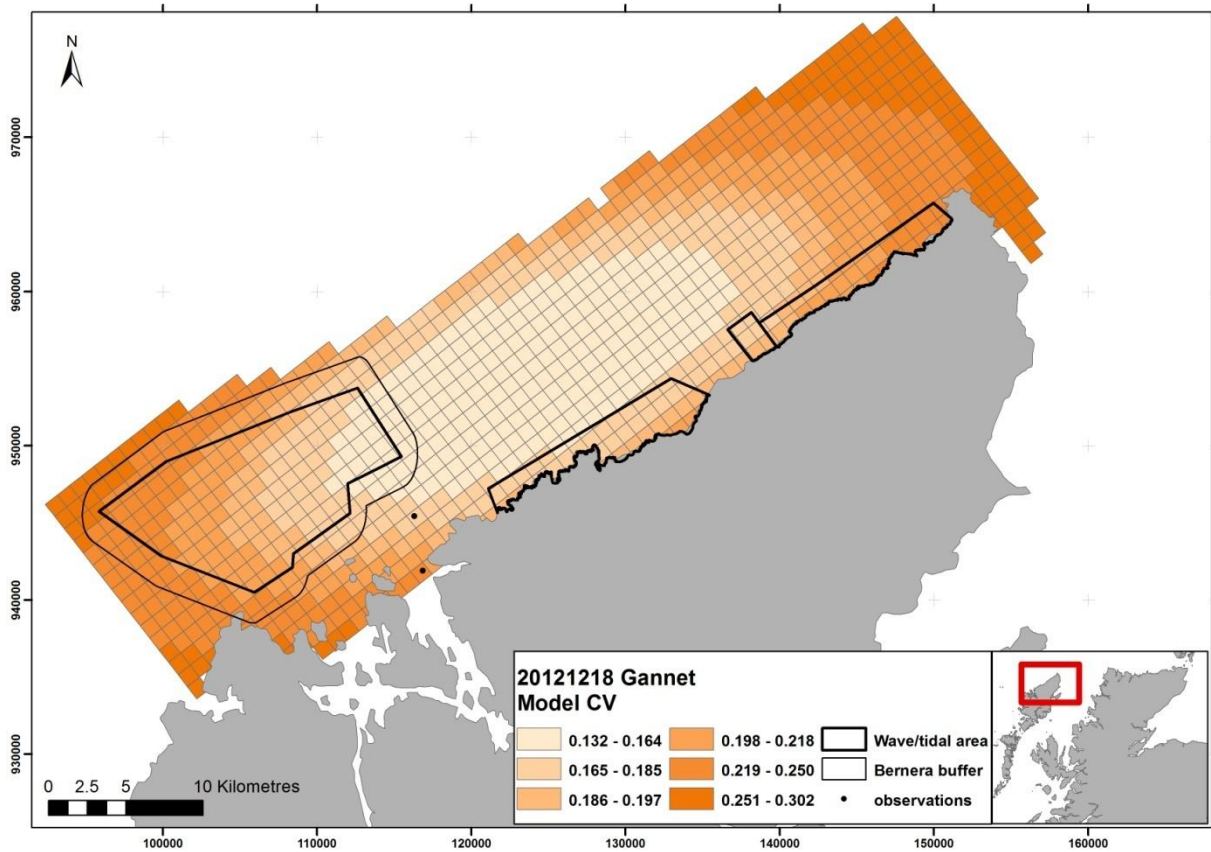 N
970000
960000
950000
940000
930000
20121218 Gannet
Model CV
0.132 - 0.164
0.198 - 0.218
Wave/tidal area
0.165 - 0.185
0.219 - 0.250
Bernera buffer
0.186 - 0.197
0.251 - 0.302
observations
0 2.5 5 10 Kilometres
100000 110000 120000 130000 140000 150000 160000